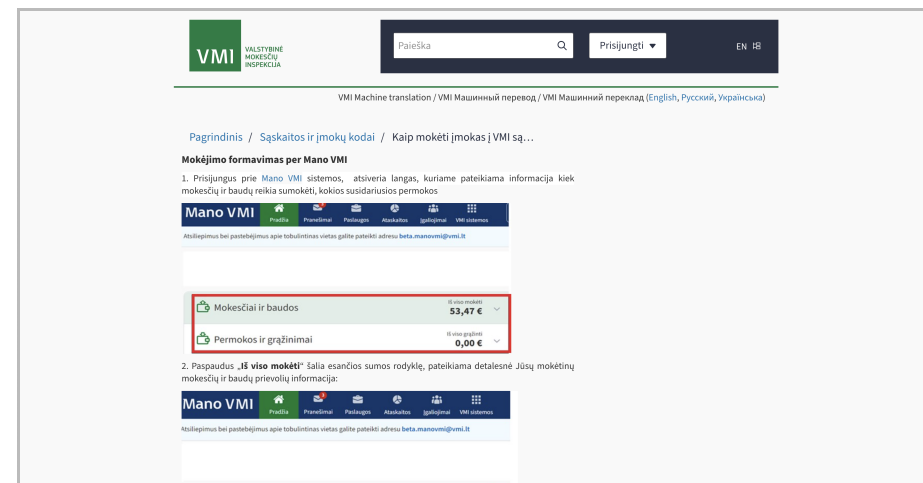 VMI
VALSTYBINĖ
MOKESČIŲ
INSPEKCIJA
Paieška
Prisijungti
EN
VMI Machine translation / VMI Машинный перевод / VMI Машинний переклад (English, Русский, Українська)
Pagrindinis / Sąskaitos ir įmokų kodai / Kaip mokėti įmokas į VMI są…
Mokėjimo formavimas per Mano VMI
1. Prisijungus prie Mano VMI sistemos, atsiveria langas, kuriame pateikiama informacija kiek
mokesčių ir baudų reikia sumokėti, kokios susidariusios permokos
Mano VMI
Pradžia Pranešimai Paslaugos Ataskaitos Įgaliojimai VMI sistemos
Atsiliepimus bei pastebėjimus apie tobulintinas vietas galite pateikti adresu beta.manovmi@vmi.lt
Mokesčiai ir baudos
Iš viso mokėti
53,47 €
Permokos ir grąžinimai
Iš viso grąžinti
0,00 €
2. Paspaudus „Iš viso mokėti“ šalia esančios sumos rodyklę, pateikiama detalesnė Jūsų mokėtinų
mokesčių ir baudų prievolių informacija:
Mano VMI
Pradžia Pranešimai Paslaugos Ataskaitos Įgaliojimai VMI sistemos
Atsiliepimus bei pastebėjimus apie tobulintinas vietas galite pateikti adresu beta.manovmi@vmi.lt